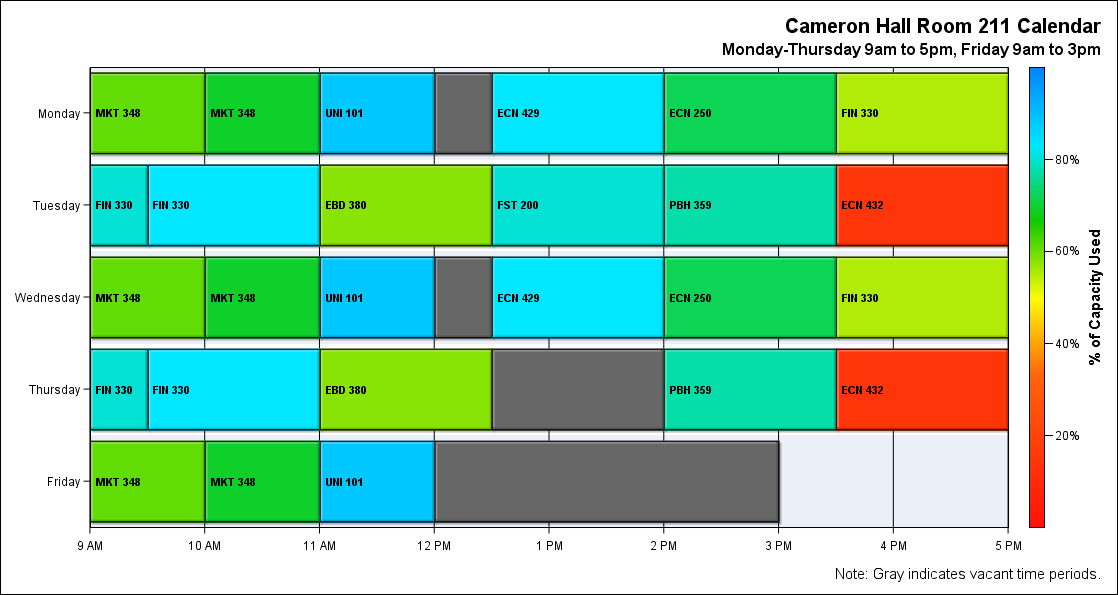 Cameron Hall Room 211 Calendar
Monday-Thursday 9am to 5pm, Friday 9am to 3pm
Monday
MKT 348
MKT 348
UNI 101
ECN 429
ECN 250
FIN 330
Tuesday
FIN 330
FIN 330
EBD 380
FST 200
PBH 359
ECN 432
Wednesday
MKT 348
MKT 348
UNI 101
ECN 429
ECN 250
FIN 330
Thursday
FIN 330
FIN 330
EBD 380
PBH 359
ECN 432
Friday
MKT 348
MKT 348
UNI 101
9 AM
10 AM
11 AM
12 PM
1 PM
2 PM
3 PM
4 PM
5 PM
80%
60%
40%
20%
% of Capacity Used
Note: Gray indicates vacant time periods.